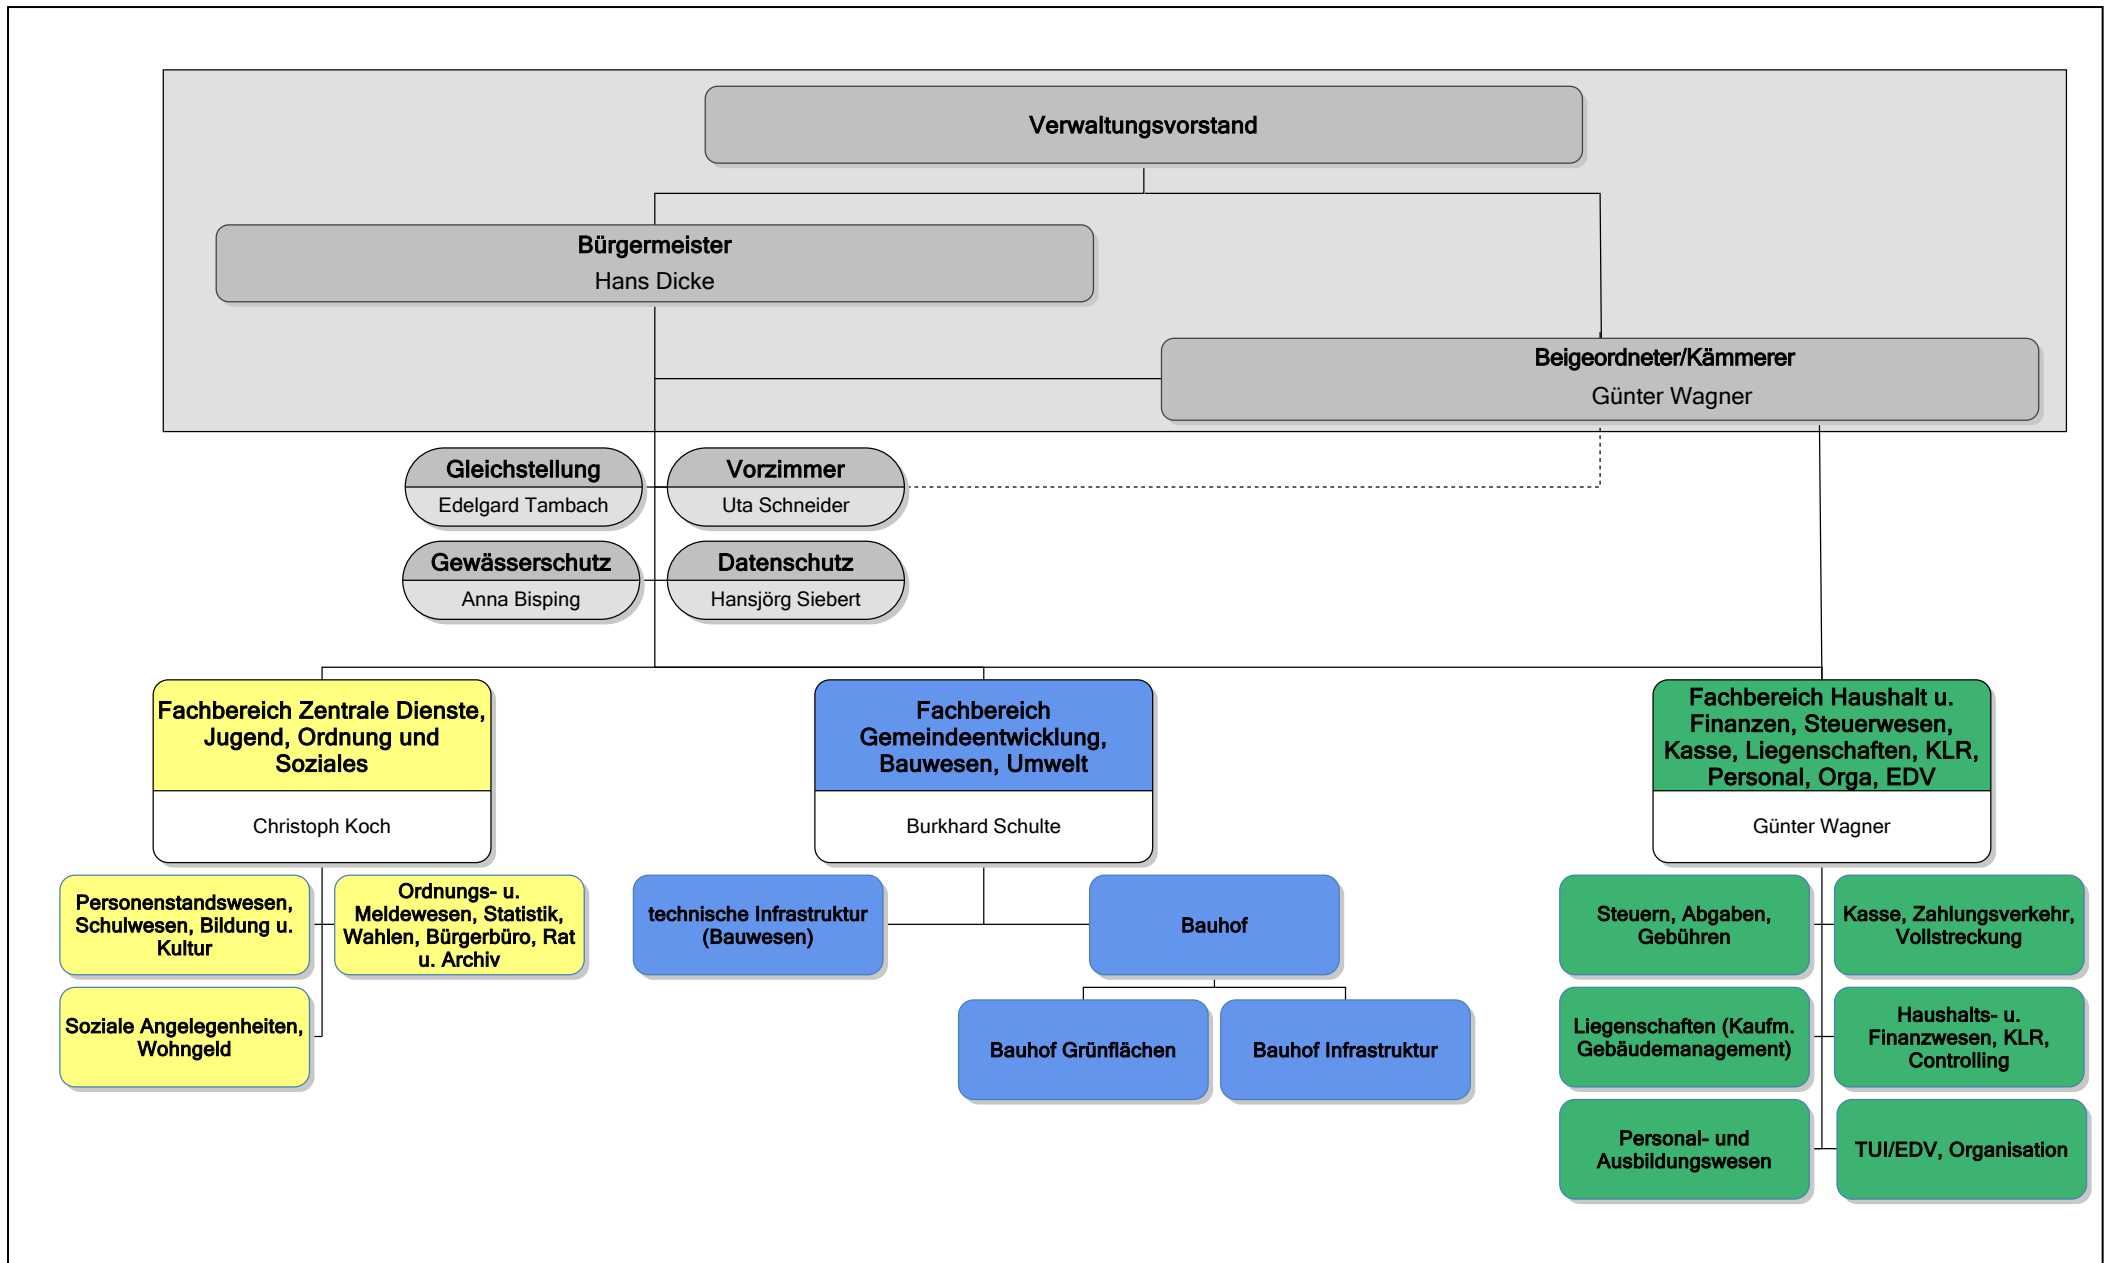 Verwaltungsvorstand
Bürgermeister
Hans Dicke
Beigeordneter/Kämmerer
Günter Wagner
Gleichstellung
Edelgard Tambach
Vorzimmer
Uta Schneider
Gewässerschutz
Anna Bisping
Datenschutz
Hansjörg Siebert
Fachbereich Zentrale Dienste,
Jugend, Ordnung und
Soziales
Christoph Koch
Fachbereich
Gemeindeentwicklung,
Bauwesen, Umwelt
Burkhard Schulte
Fachbereich Haushalt u.
Finanzen, Steuerwesen,
Kasse, Liegenschaften, KLR,
Personal, Orga, EDV
Günter Wagner
Personenstandswesen,
Schulwesen, Bildung u.
Kultur
Ordnungs- u.
Meldewesen, Statistik,
Wahlen, Bürgerbüro, Rat
u. Archiv
Soziale Angelegenheiten,
Wohngeld
technische Infrastruktur
(Bauwesen)
Bauhof
Bauhof Grünflächen
Bauhof Infrastruktur
Steuern, Abgaben,
Gebühren
Kasse, Zahlungsverkehr,
Vollstreckung
Liegenschaften (Kaufm.
Gebäudemanagement)
Haushalts- u.
Finanzwesen, KLR,
Controlling
Personal- und
Ausbildungswesen
TUI/EDV, Organisation